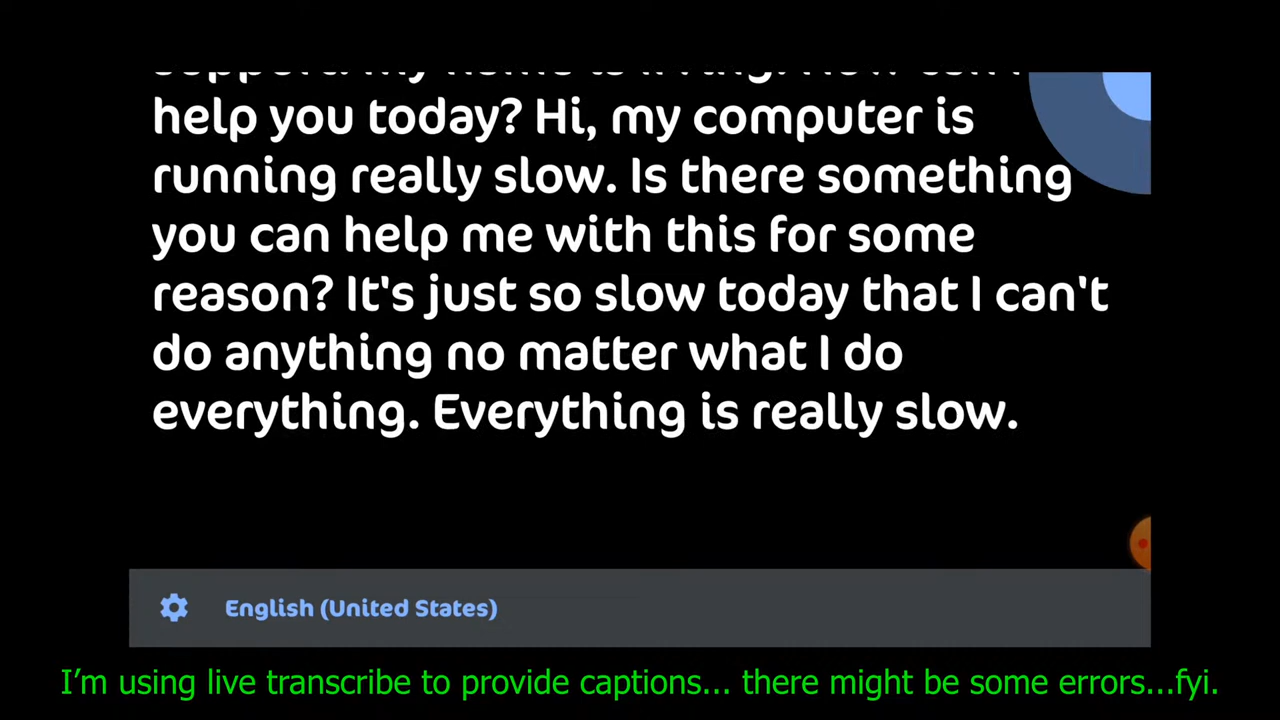 help you today? Hi, my computer is
running really slow. Is there something
you can help me with this for some
reason? It's just so slow today that I can't
do anything no matter what I do
everything. Everything is really slow.
English (United States)
I'm using live transcribe to provide captions... there might be some errors...fyi.